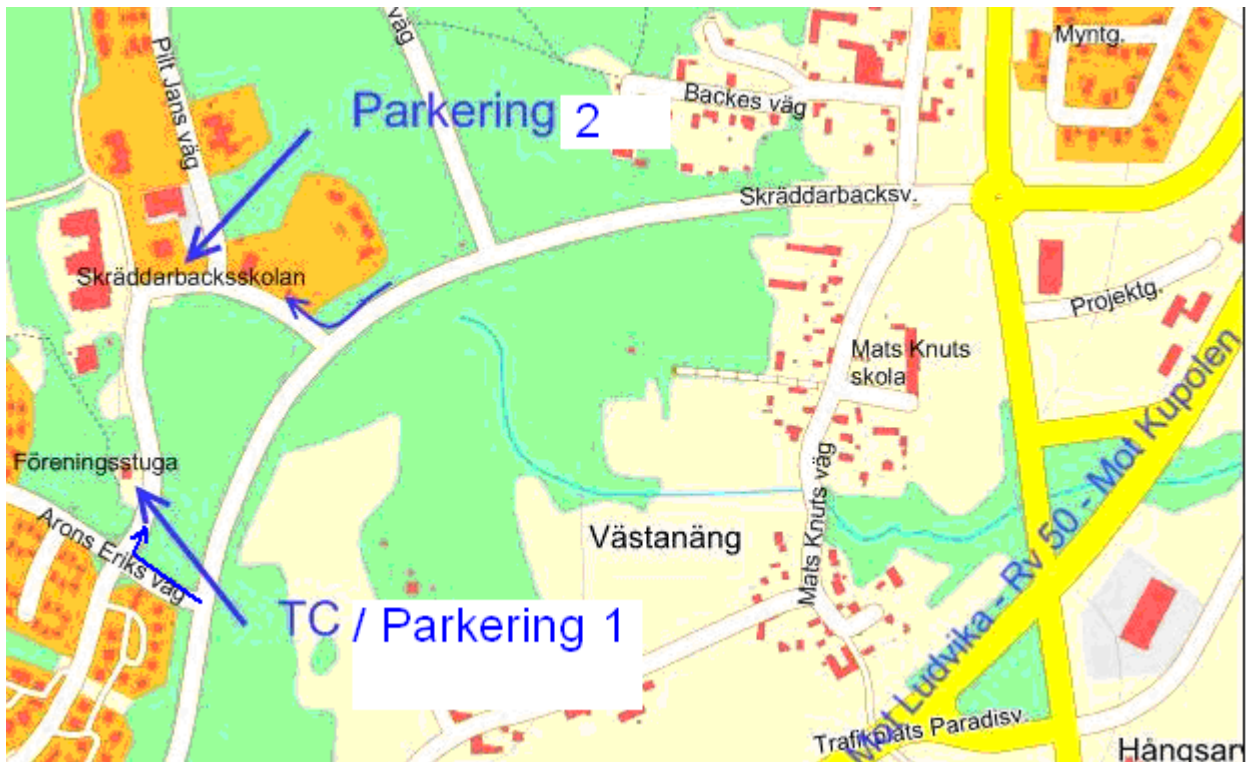 väg
Myntg.
Pilt Jans väg
Backes väg
Parkering 2
Skräddarbacksv.
Skräddarbacksskolan
Projektg.
Mats Knuts
skola
Föreningsstuga
Arons Eriks väg
Västanäng
Mats Knuts väg
Mot Ludvika - Rv 50 - Mot Kupolen
TC / Parkering 1
Trafikplats Paradisv.
Hångsar